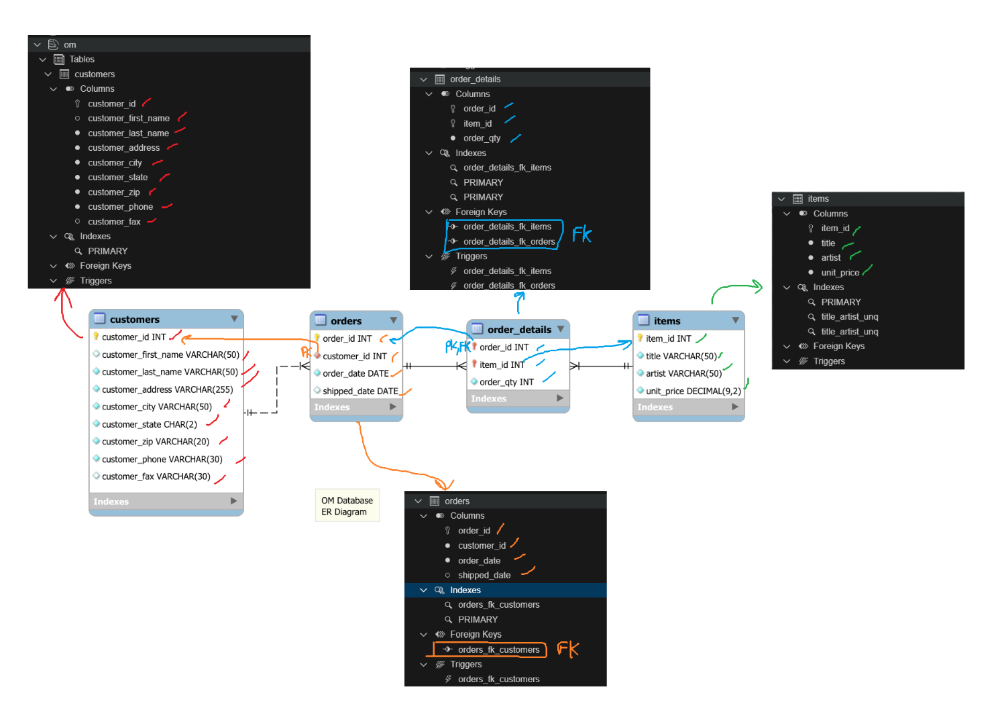 om
Tables
customers
Columns
customer_id
customer_first_name
customer_last_name
customer_address
customer_city
customer_state
customer_zip
customer_phone
customer_fax
Indexes
PRIMARY
Foreign Keys
Triggers
order_details
Columns
order_id
item_id
order_qty
Indexes
order_details_fk_items
PRIMARY
PRIMARY
Foreign Keys
order_details_fk_items
order_details_fk_orders
FK
Triggers
order_details_fk_items
order_details_fk_orders
items
Columns
item_id
title
artist
unit_price
Indexes
PRIMARY
title_artist_unq
title_artist_unq
Foreign Keys
Triggers
customers
customer_id INT
customer_first_name VARCHAR(50)
customer_last_name VARCHAR(50)
customer_address VARCHAR(255)
customer_city VARCHAR(50)
customer_state CHAR(2)
customer_zip VARCHAR(20)
customer_phone VARCHAR(30)
customer_fax VARCHAR(30)
Indexes
orders
order_id INT
FK
customer_id INT
order_date DATE
shipped_date DATE
Indexes
order_details
PK,FK
order_id INT
item_id INT
order_qty INT
Indexes
items
item_id INT
title VARCHAR(50)
artist VARCHAR(50)
unit_price DECIMAL(9,2)
Indexes
OM Database
ER Diagram
orders
Columns
order_id
customer_id
order_date
shipped_date
Indexes
orders_fk_customers
PRIMARY
Foreign Keys
orders_fk_customers
FK
Triggers
orders_fk_customers